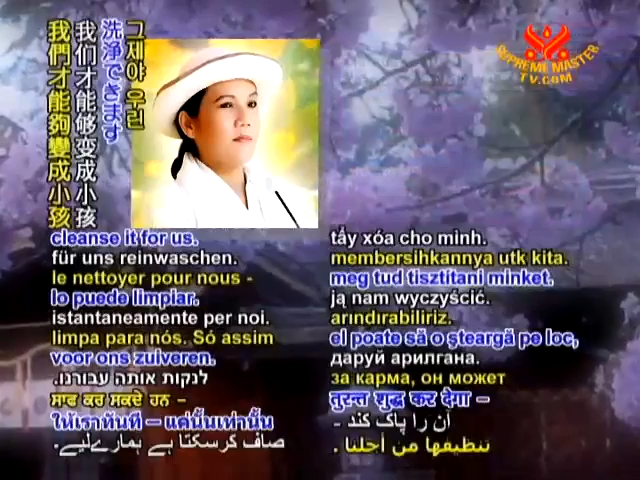 我們才能夠變成小孩
我们才能够变成小孩
洗浄できます
그제야 우린
SUPREME MASTER
TV.COM
cleanse it for us.
für uns reinwaschen.
le nettoyer pour nous -
lo puede limpiar.
istantaneamente per noi.
limpa para nós. Só assim
voor ons zuiveren.
לנקות אותה עבורנו.
ਸਾਫ ਕਰ ਸਕਦੇ ਹਨ –
ให้เราทันที – แค่นั้นเท่านั้น
صاف کرسکتا ہے ہمارے لیے۔
tẩy xóa cho mình.
membersihkannya utk kita.
meg tud tisztítani minket.
ją nam wyczyścić.
arındırabiliriz.
el poate să o şteargă pe loc,
даруй арилгана.
за карма, он может
तुरन्त शुद्ध कर देगा –
آن را پاک کند -
تنظيفها من أجلنا .